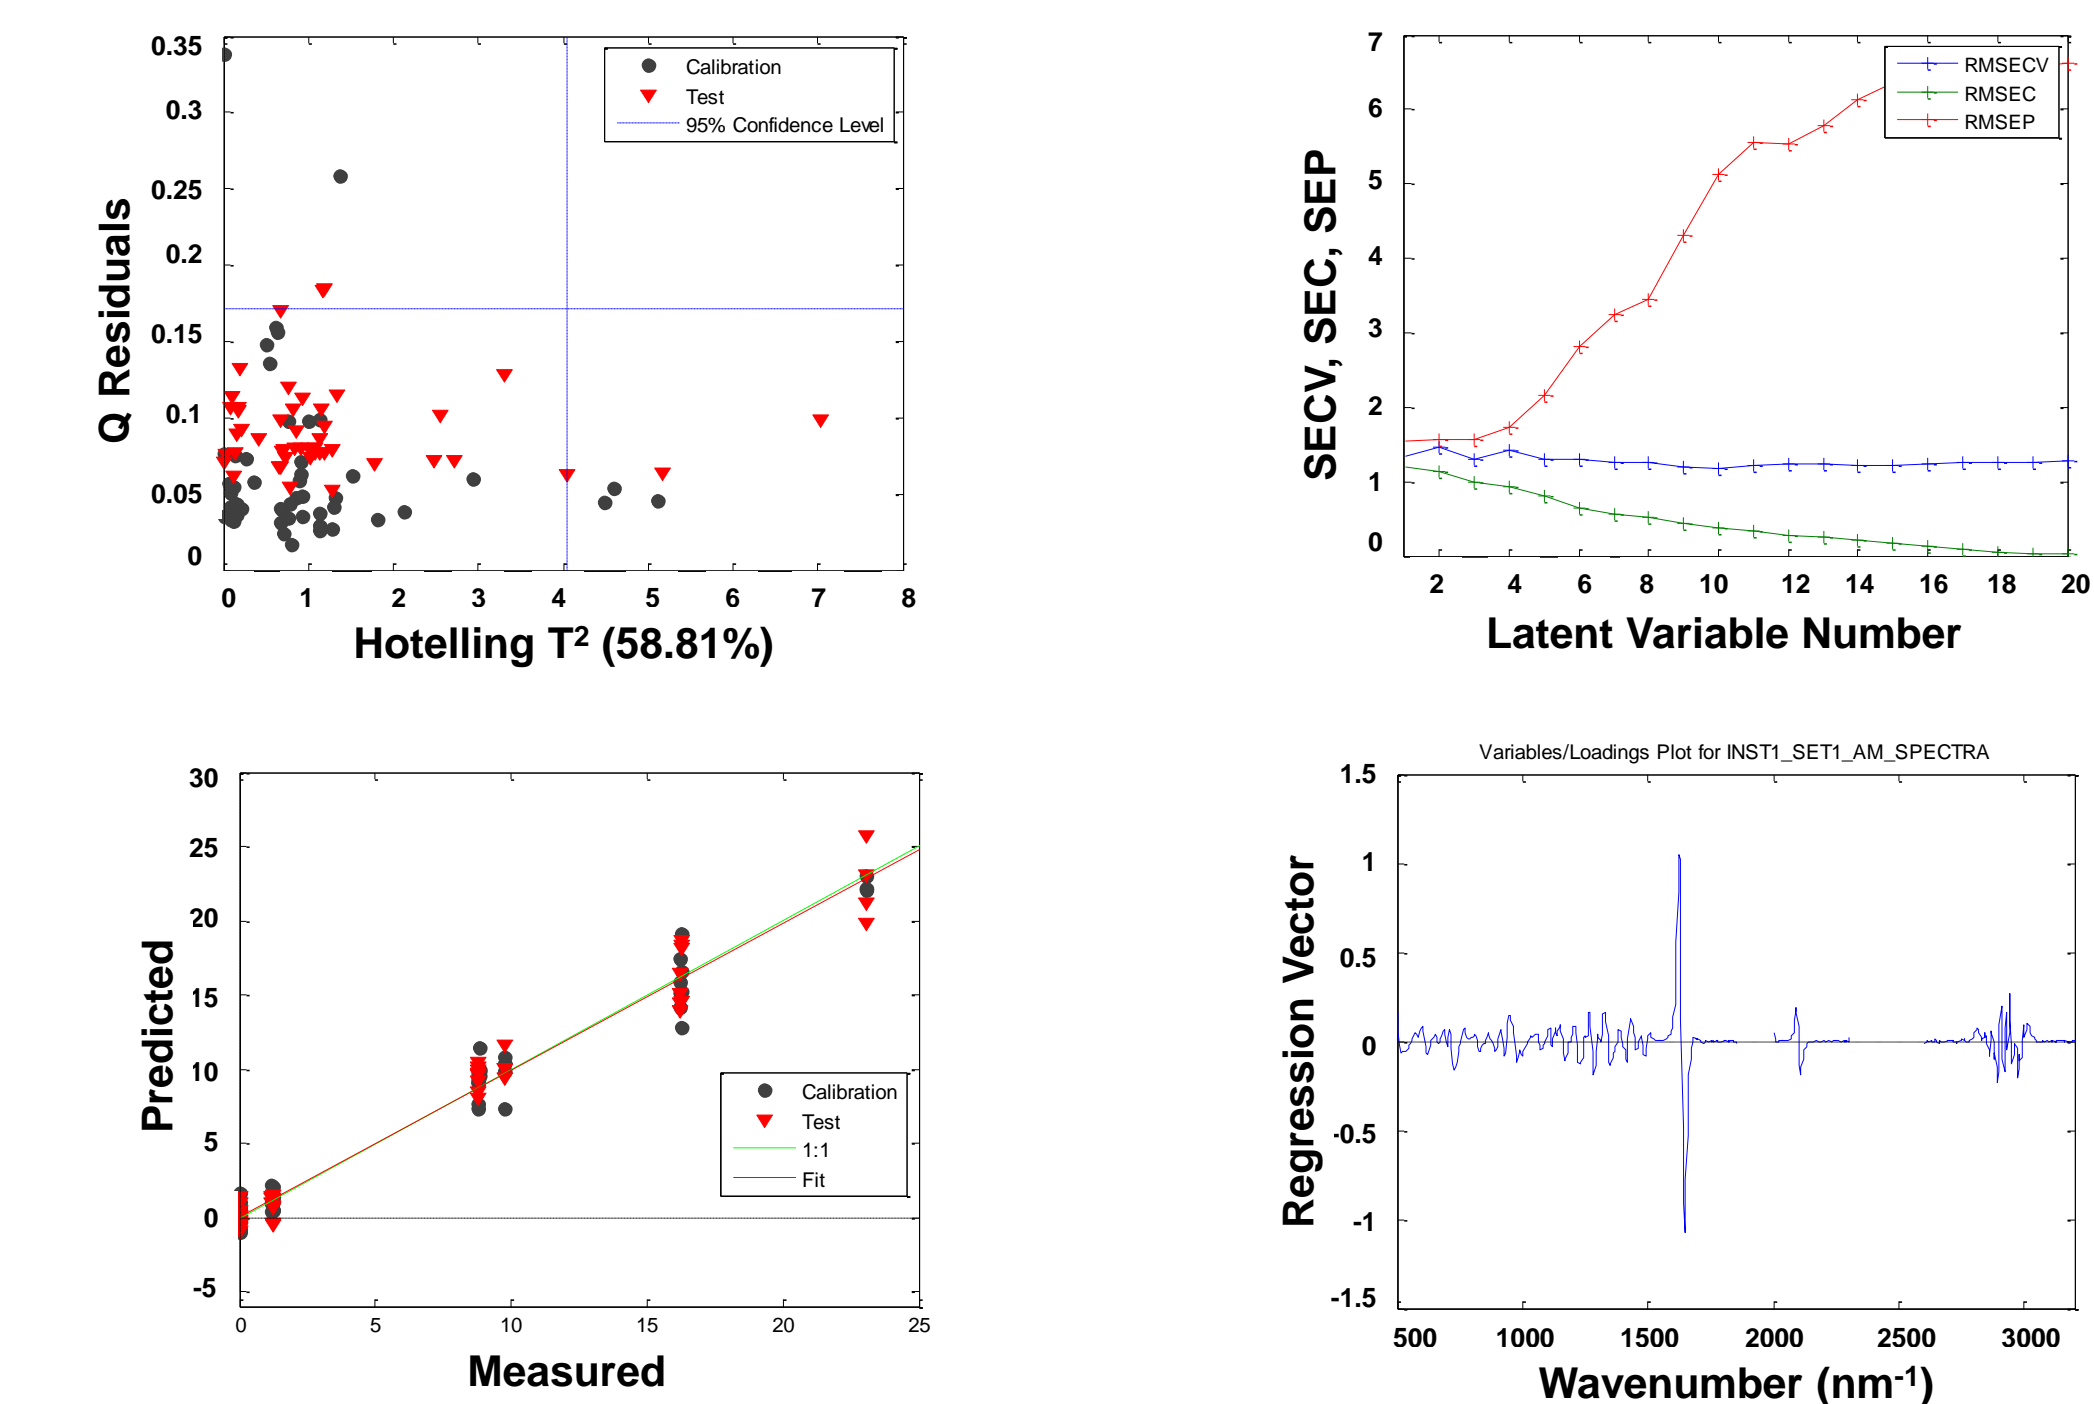 0.35
0.3
0.25
0.2
0.15
0.1
0.05
0
Q Residuals
Calibration
Test
95% Confidence Level
0 1 2 3 4 5 6 7 8
Hotelling T² (58.81%)
7
6
5
4
3
2
1
0
SECV, SEC, SEP
RMSECV
RMSEC
RMSEP
2 4 6 8 10 12 14 16 18 20
Latent Variable Number
30
25
20
15
10
5
0
-5
Predicted
Calibration
Test
1:1
Fit
0 5 10 15 20 25
Measured
Variables/Loadings Plot for INST1_SET1_AM_SPECTRA
1.5
1
0.5
0
-0.5
-1
-1.5
Regression Vector
500 1000 1500 2000 2500 3000
Wavenumber (nm⁻¹)